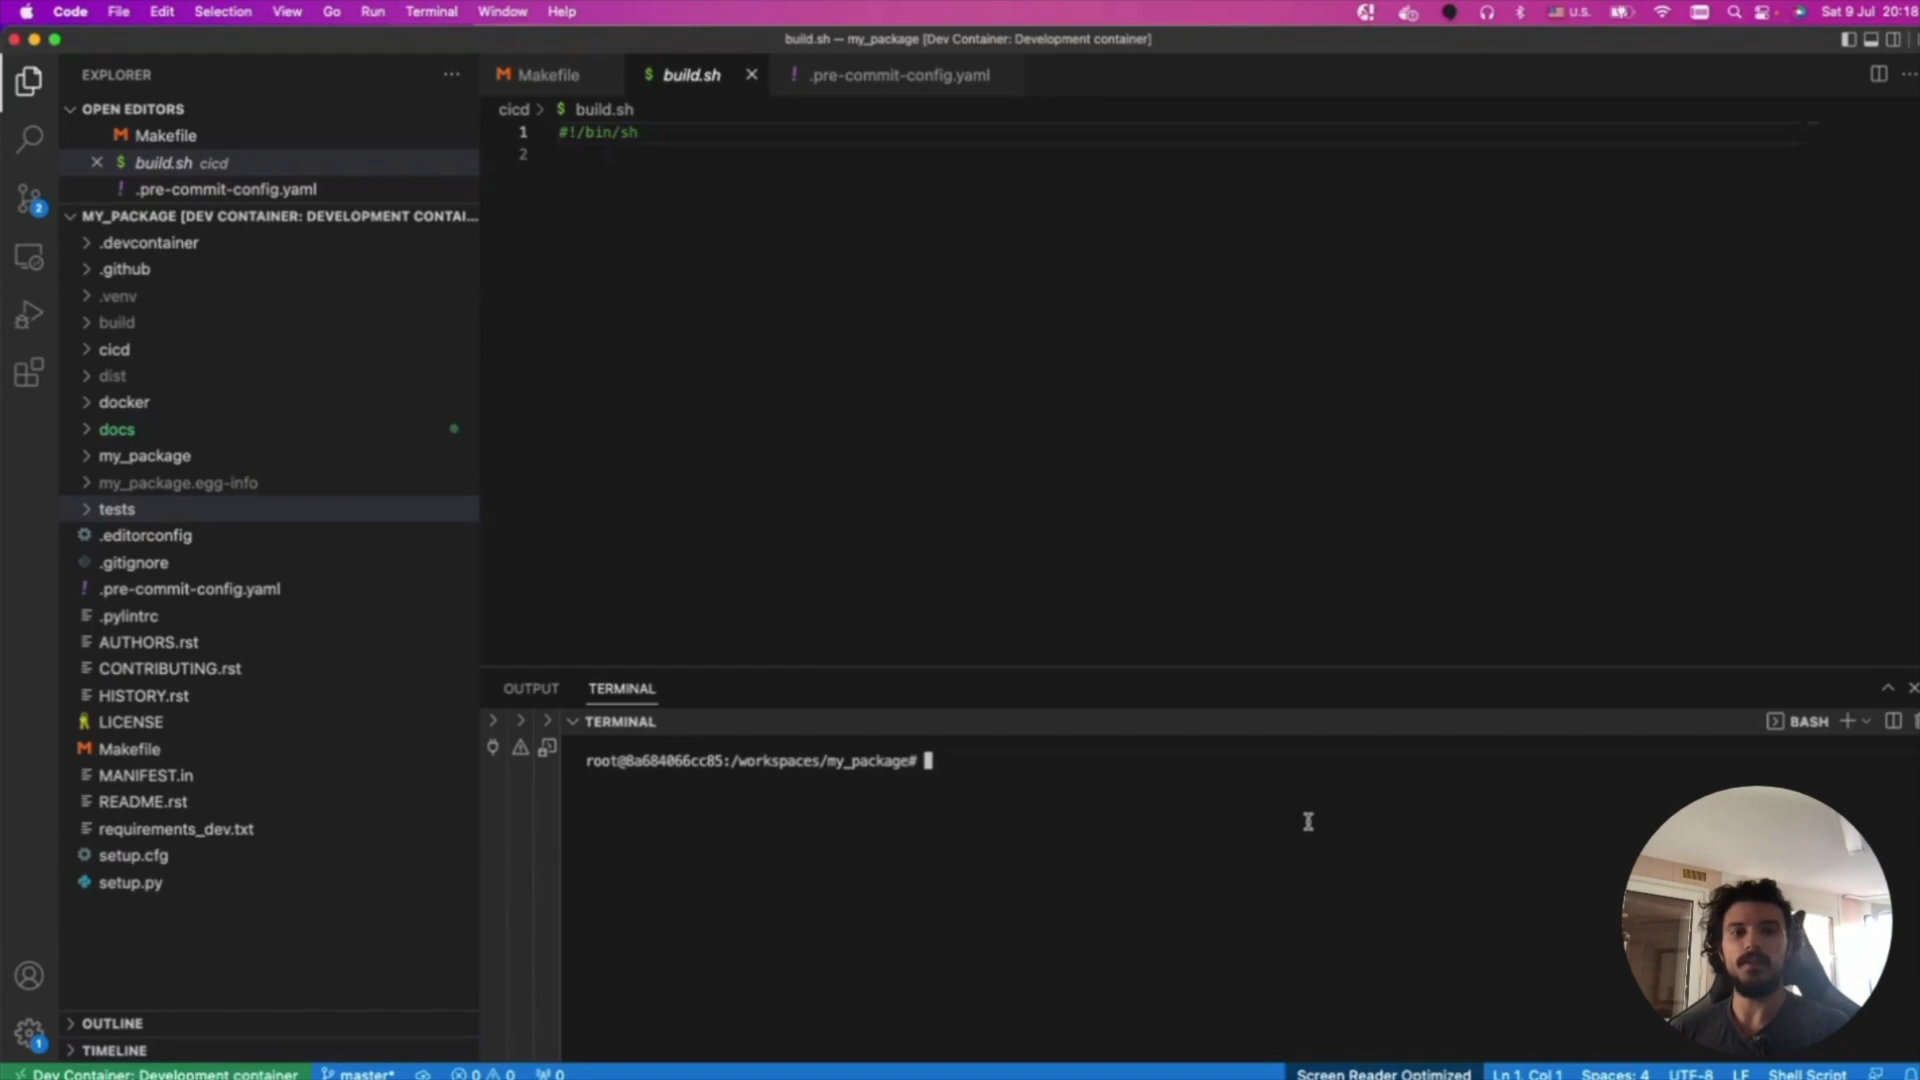 Code File Edit Selection View Go Run Terminal Window Help
U.S.
Sat 9 Jul 20:18
build.sh — my_package [Dev Container: Development container]
EXPLORER
OPEN EDITORS
Makefile
build.sh cicd
.pre-commit-config.yaml
MY_PACKAGE [DEV CONTAINER: DEVELOPMENT CONTAI...
.devcontainer
.github
.venv
build
cicd
dist
docker
docs
my_package
my_package.egg-info
tests
.editorconfig
.gitignore
.pre-commit-config.yaml
.pylintrc
AUTHORS.rst
CONTRIBUTING.rst
HISTORY.rst
LICENSE
Makefile
MANIFEST.in
README.rst
requirements_dev.txt
setup.cfg
setup.py
OUTLINE
TIMELINE
2
1
Makefile
build.sh
.pre-commit-config.yaml
cicd > $ build.sh
1 #!/bin/sh
2
OUTPUT TERMINAL
TERMINAL
BASH
root@8a684066cc85:/workspaces/my_package#
Dev Container: Development container
master*
0 0
0
Screen Reader Optimized
Ln 1, Col 1
Spaces: 4
UTF-8
LF
Shell Script